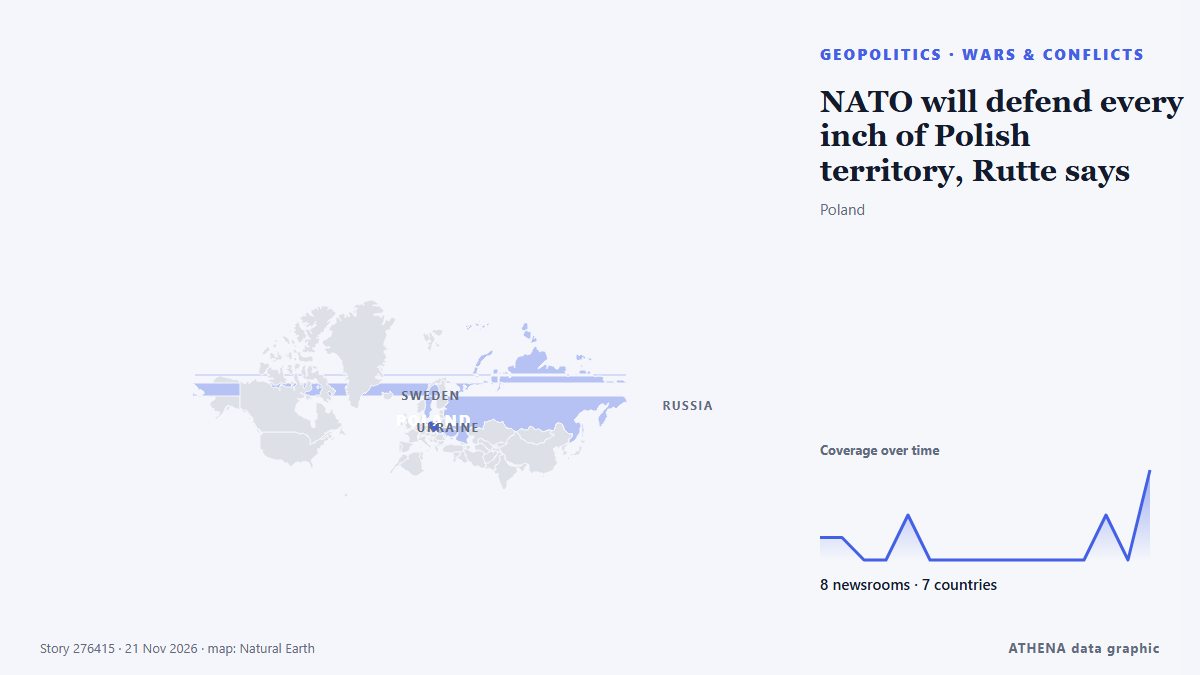 GEOPOLITICS · WARS & CONFLICTS
NATO will defend every
inch of Polish
territory, Rutte says
Poland
SWEDEN
RUSSIA
POLAND
UKRAINE
Coverage over time
8 newsrooms · 7 countries
Story 276415 · 21 Nov 2026 · map: Natural Earth
ATHENA data graphic